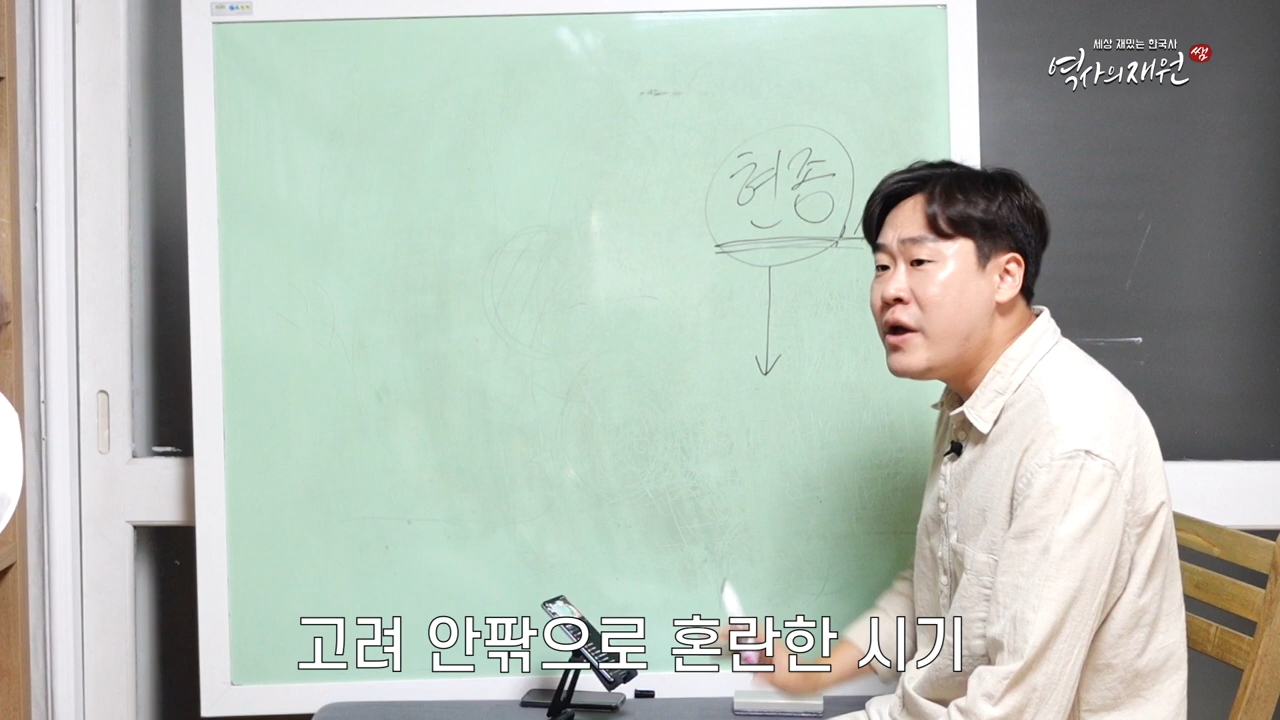 세상 재밌는 한국사
역사의재원 쌤
현종
고려 안팎으로 혼란한 시기